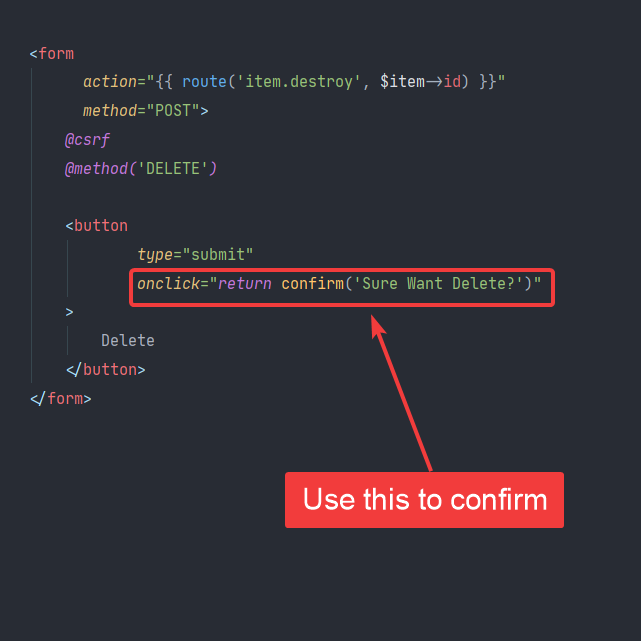 <form
action="{{ route('item.destroy', $item->id) }}"
method="POST">
@csrf
@method('DELETE')
<button
type="submit"
onclick="return confirm('Sure Want Delete?')"
>
Delete
</button>
</form>
Use this to confirm